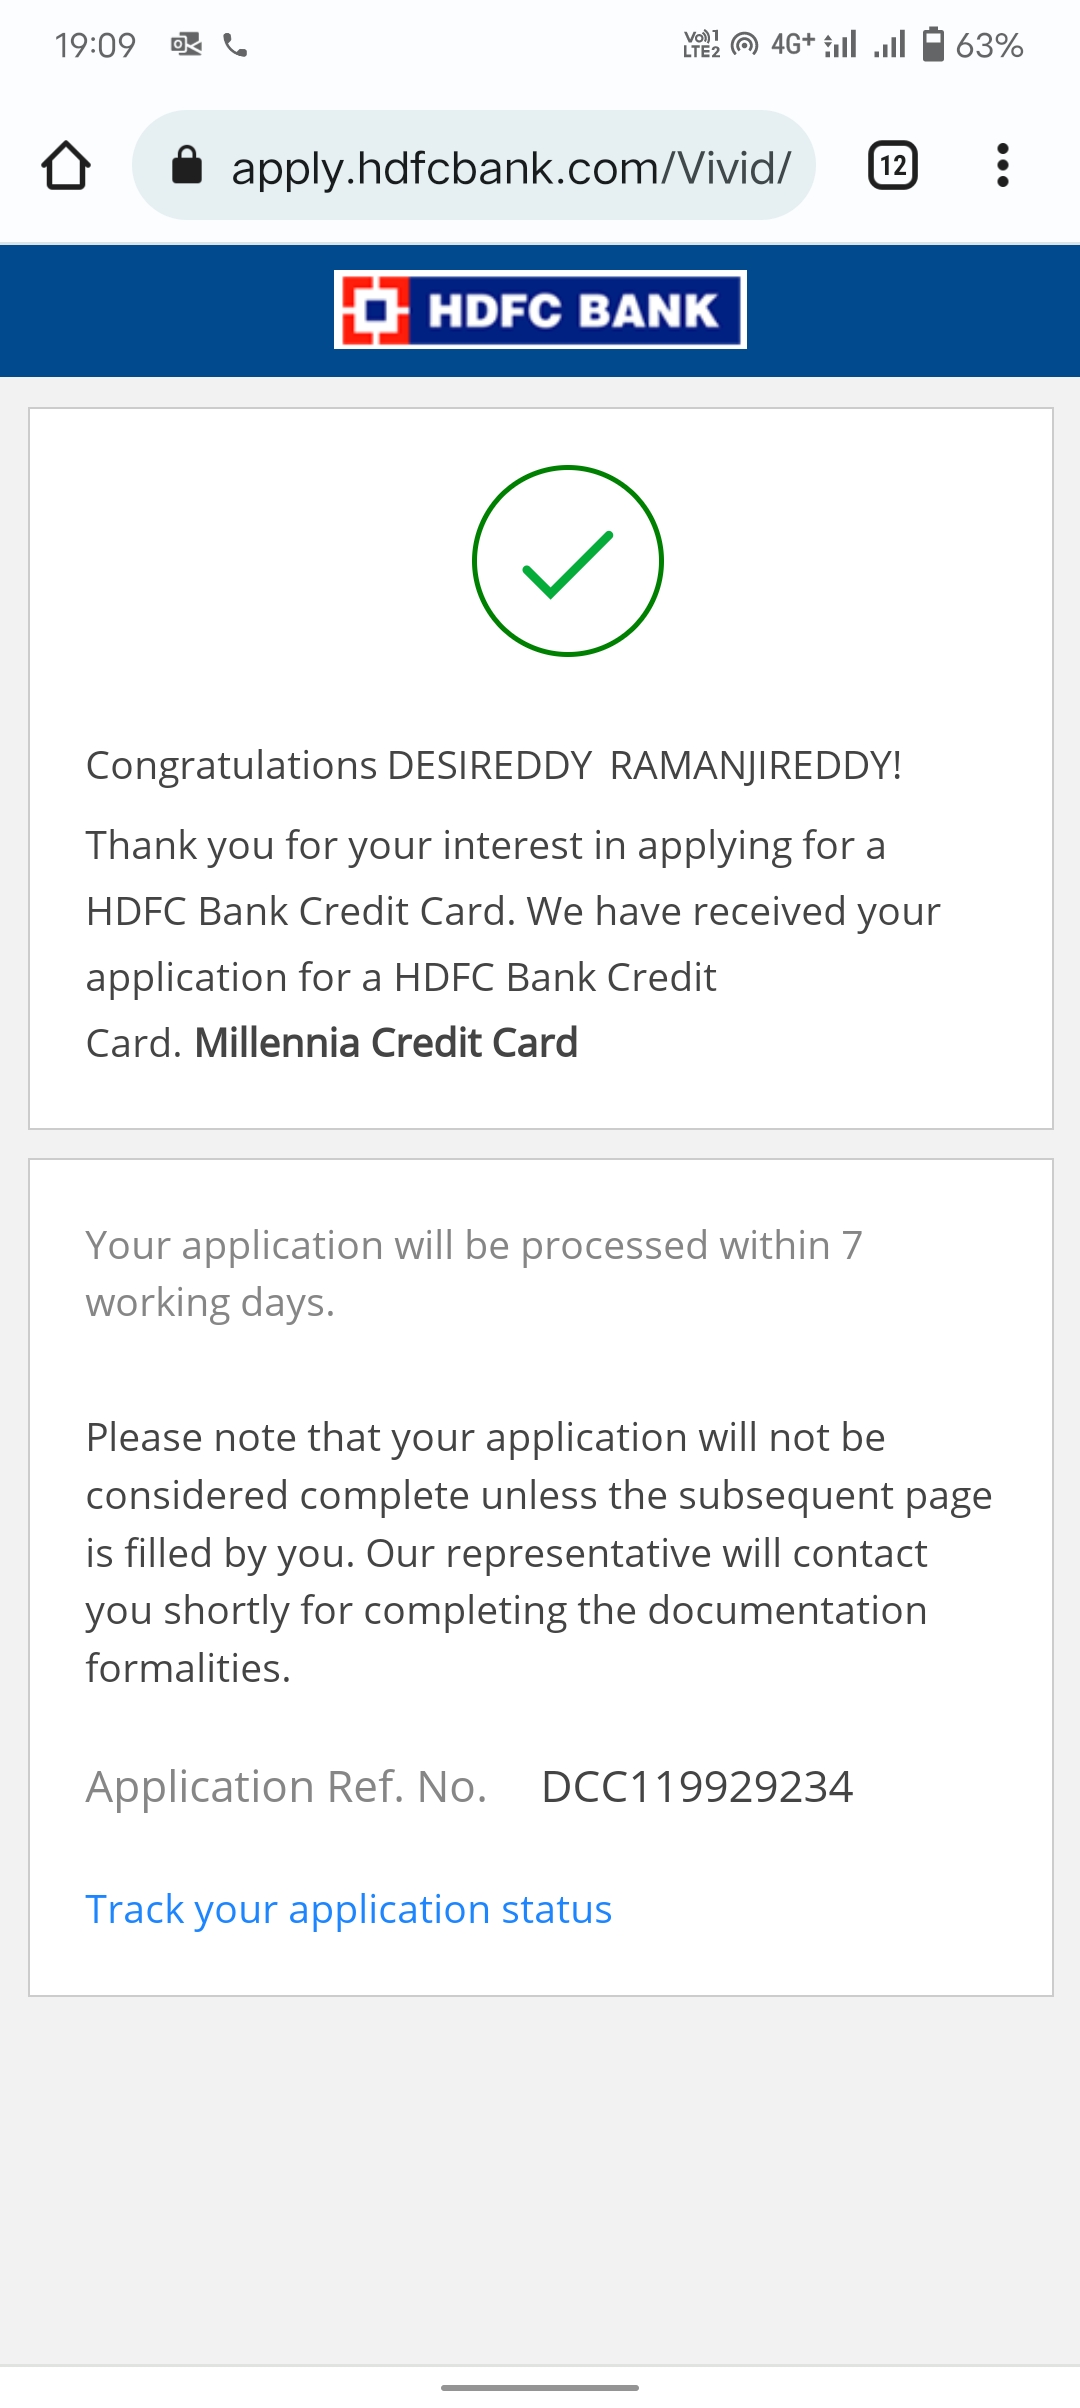 19:09 Vo))1 LTE2 4G+ 63%
apply.hdfcbank.com/Vivid/ 12
HDFC BANK
Congratulations DESIREDDY RAMANJIREDDY!
Thank you for your interest in applying for a
HDFC Bank Credit Card. We have received your
application for a HDFC Bank Credit
Card. Millennia Credit Card
Your application will be processed within 7
working days.
Please note that your application will not be
considered complete unless the subsequent page
is filled by you. Our representative will contact
you shortly for completing the documentation
formalities.
Application Ref. No. DCC119929234
Track your application status